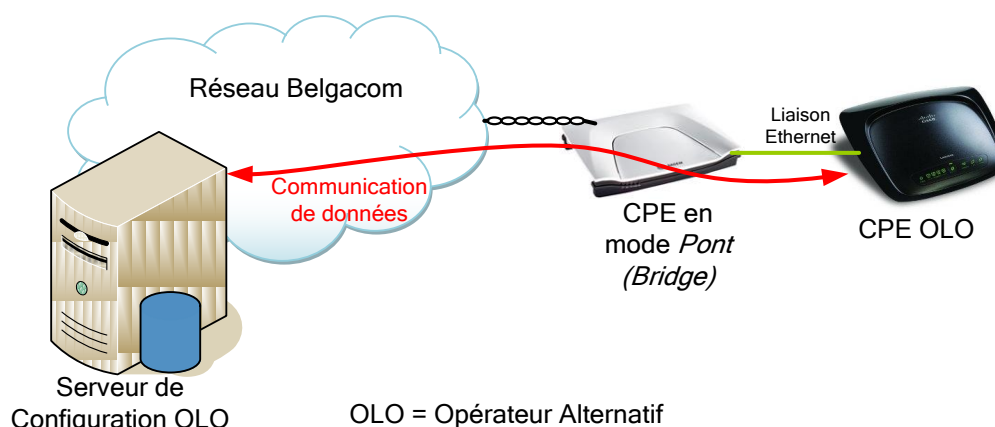 Réseau Belgacom
Liaison
Ethernet
Communication
de données
CPE en
mode Pont
(Bridge)
CPE OLO
Serveur de
Configuration OLO
OLO = Opérateur Alternatif